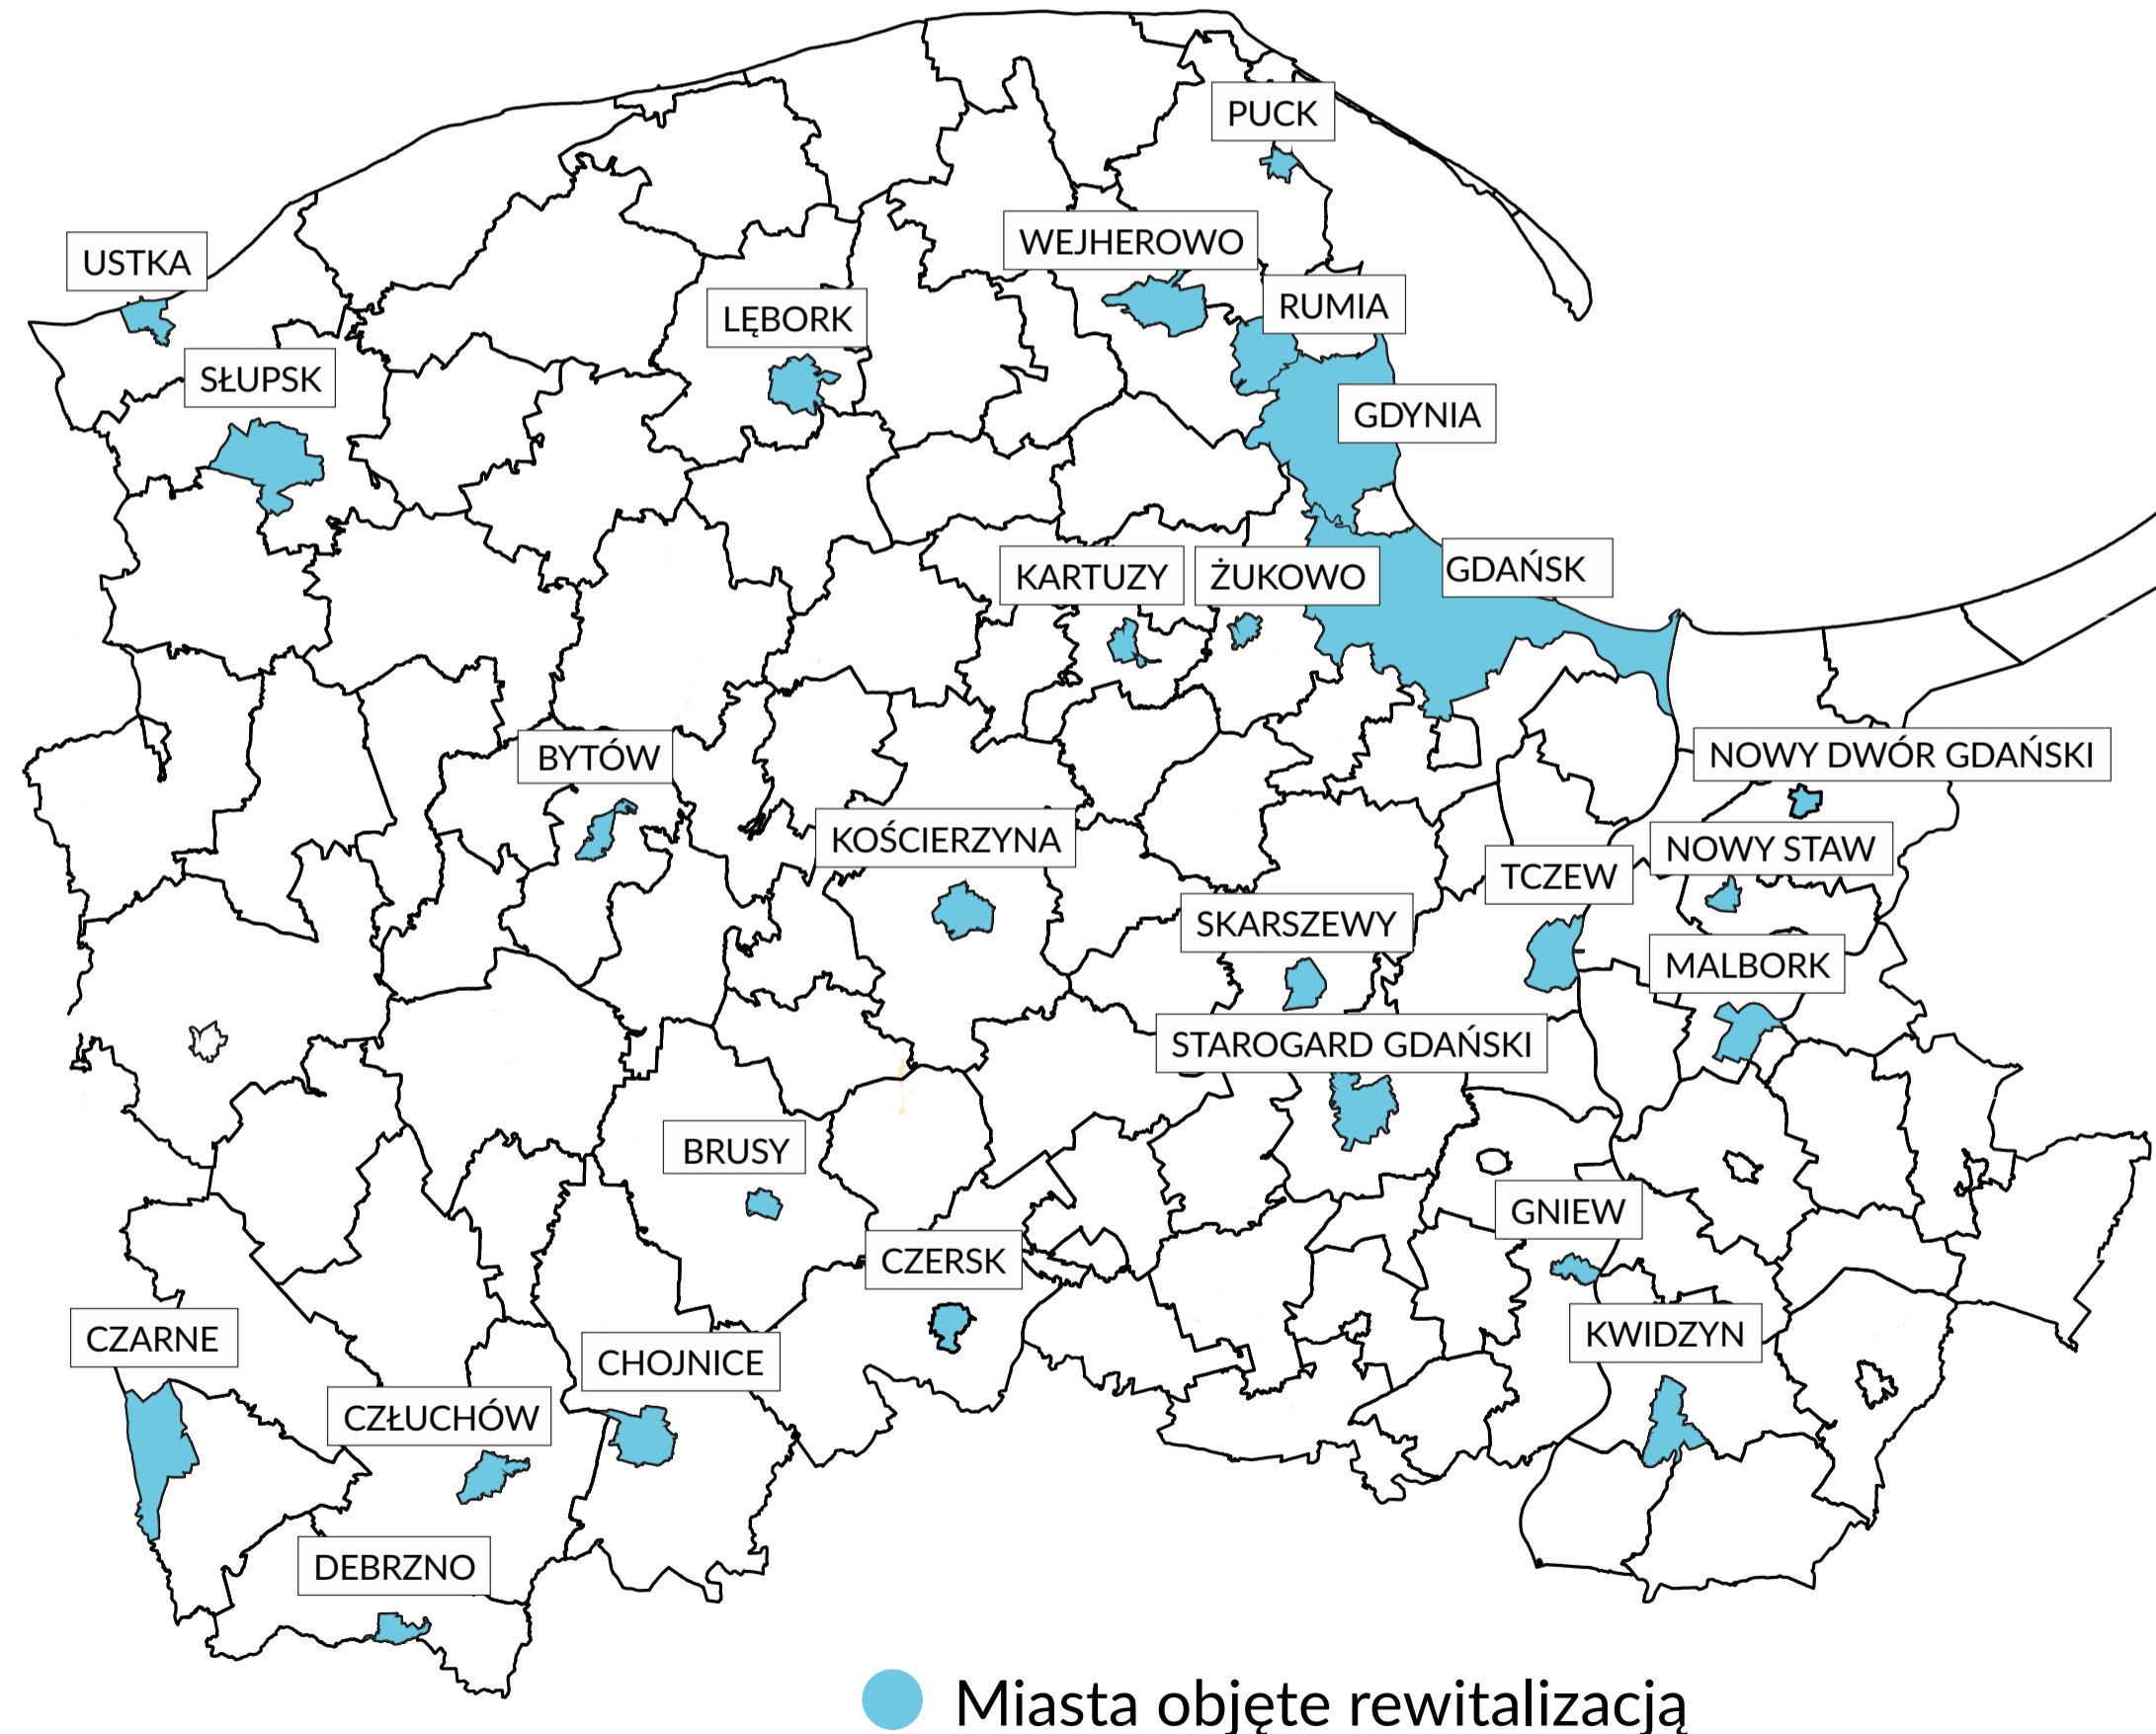 PUCK
WEJHEROWO
USTKA
RUMIA
LĘBORK
SŁUPSK
GDYNIA
GDAŃSK
KARTUZY
ŻUKOWO
NOWY DWÓR GDAŃSKI
BYTÓW
KOŚCIERZYNA
NOWY STAW
TCZEW
SKARSZEWY
MALBORK
STAROGARD GDAŃSKI
BRUSY
GNIEW
CZERSK
KWIDZYN
CZARNE
CHOJNICE
CZŁUCHÓW
DEBRZNO
Miasta objęte rewitalizacją